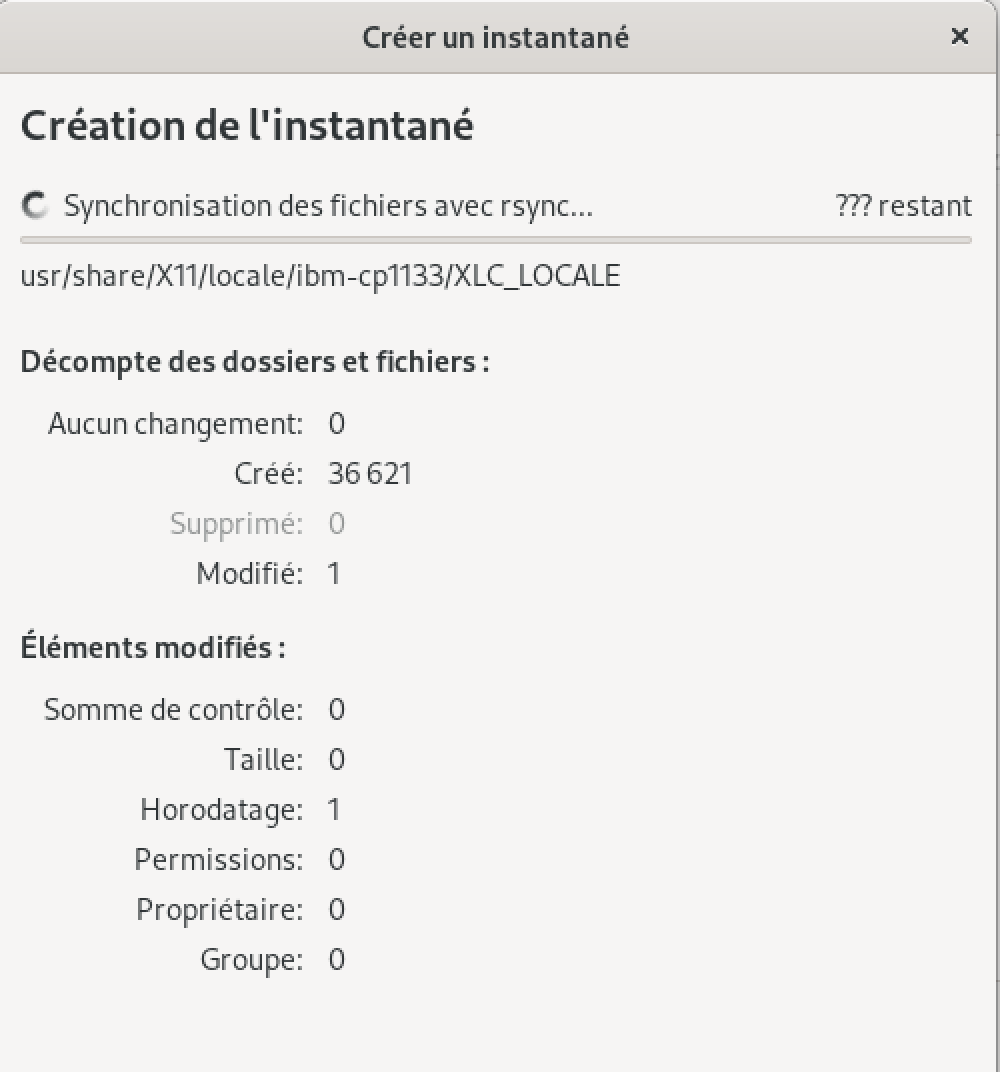 Créer un instantané
Création de l'instantané
Synchronisation des fichiers avec rsync... ??? restant
usr/share/X11/locale/ibm-cp1133/XLC_LOCALE
Décompte des dossiers et fichiers :
Aucun changement: 0
Créé: 36 621
Supprimé: 0
Modifié: 1
Éléments modifiés :
Somme de contrôle: 0
Taille: 0
Horodatage: 1
Permissions: 0
Propriétaire: 0
Groupe: 0